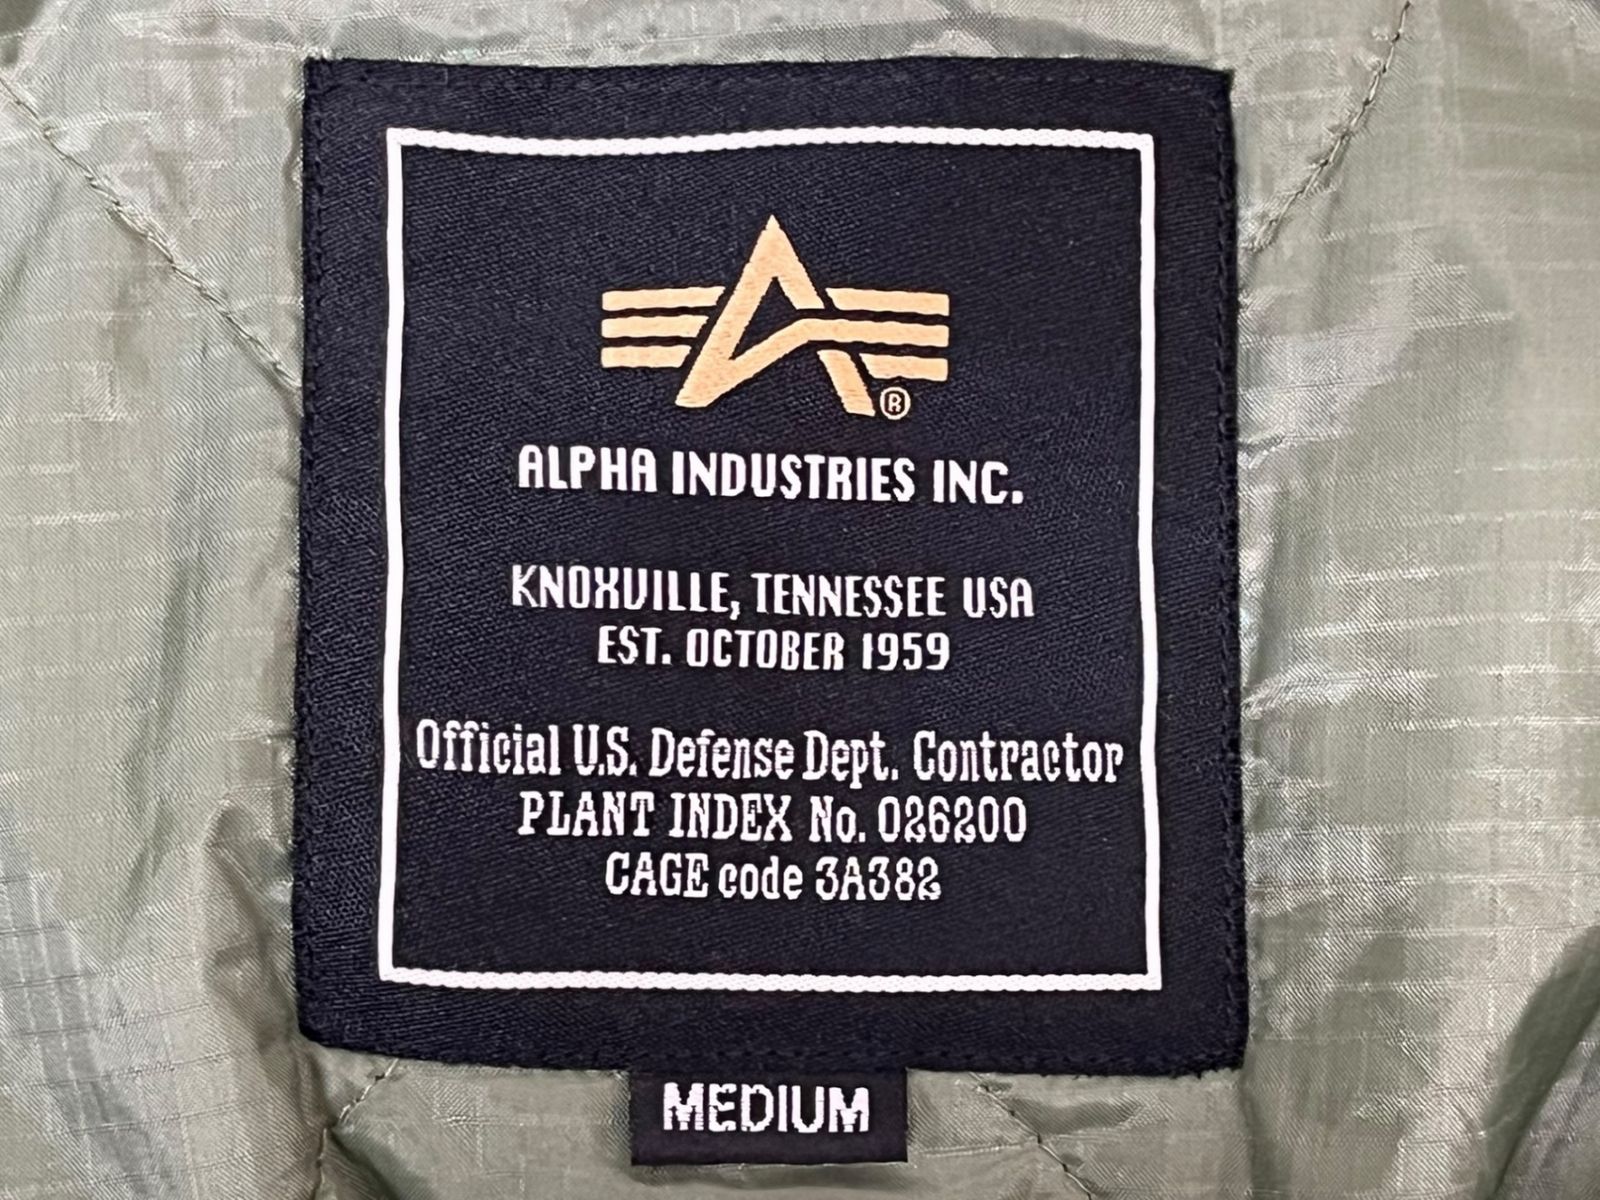 ®
ALPHA INDUSTRIES INC.
KNOXVILLE, TENNESSEE USA
EST. OCTOBER 1959
Official U.S. Defense Dept. Contractor
PLANT INDEX No. 026200
CAGE code 3A382
MEDIUM